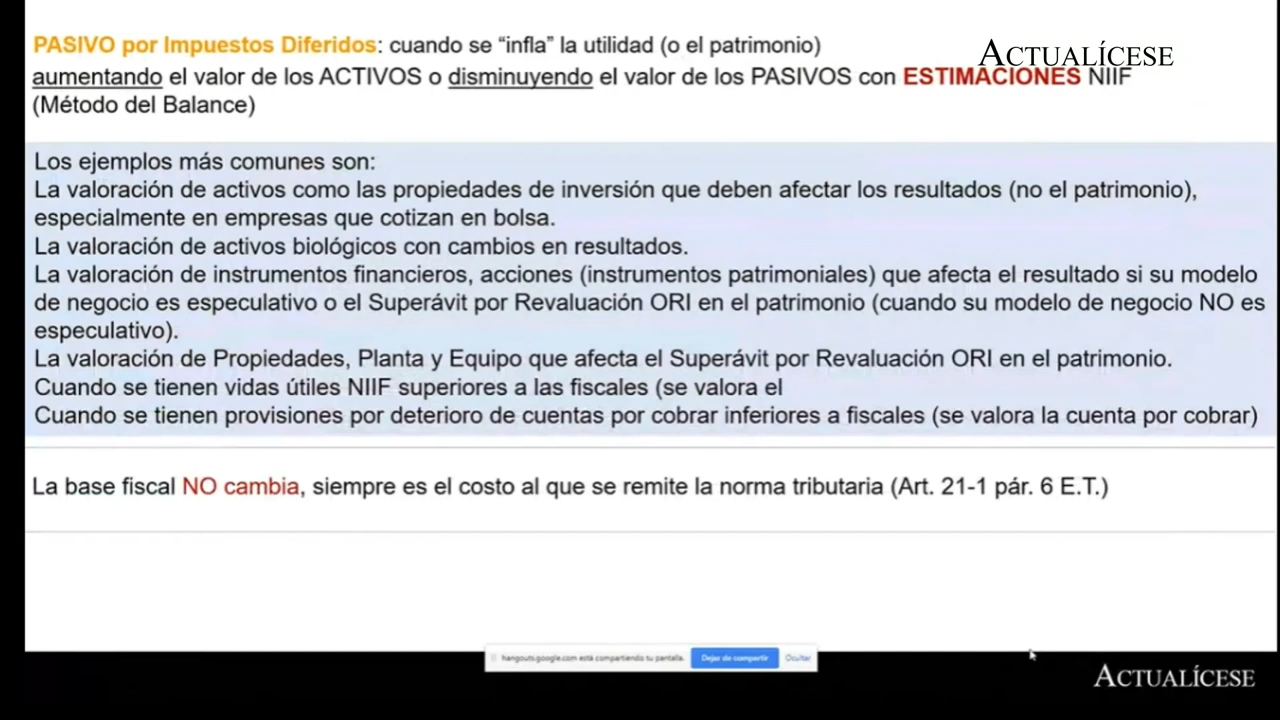 PASIVO por Impuestos Diferidos: cuando se “infla” la utilidad (o el patrimonio)
ACTUALÍCESE
aumentando el valor de los ACTIVOS o disminuyendo el valor de los PASIVOS con ESTIMACIONES NIIF
(Método del Balance)
Los ejemplos más comunes son:
La valoración de activos como las propiedades de inversión que deben afectar los resultados (no el patrimonio),
especialmente en empresas que cotizan en bolsa.
La valoración de activos biológicos con cambios en resultados.
La valoración de instrumentos financieros, acciones (instrumentos patrimoniales) que afecta el resultado si su modelo
de negocio es especulativo o el Superávit por Revaluación ORI en el patrimonio (cuando su modelo de negocio NO es
especulativo).
La valoración de Propiedades, Planta y Equipo que afecta el Superávit por Revaluación ORI en el patrimonio.
Cuando se tienen vidas útiles NIIF superiores a las fiscales (se valora el
Cuando se tienen provisiones por deterioro de cuentas por cobrar inferiores a fiscales (se valora la cuenta por cobrar)
La base fiscal NO cambia, siempre es el costo al que se remite la norma tributaria (Art. 21-1 pár. 6 E.T.)
hangouts.google.com está compartiendo tu pantalla. Dejar de compartir Ocultar
ACTUALÍCESE